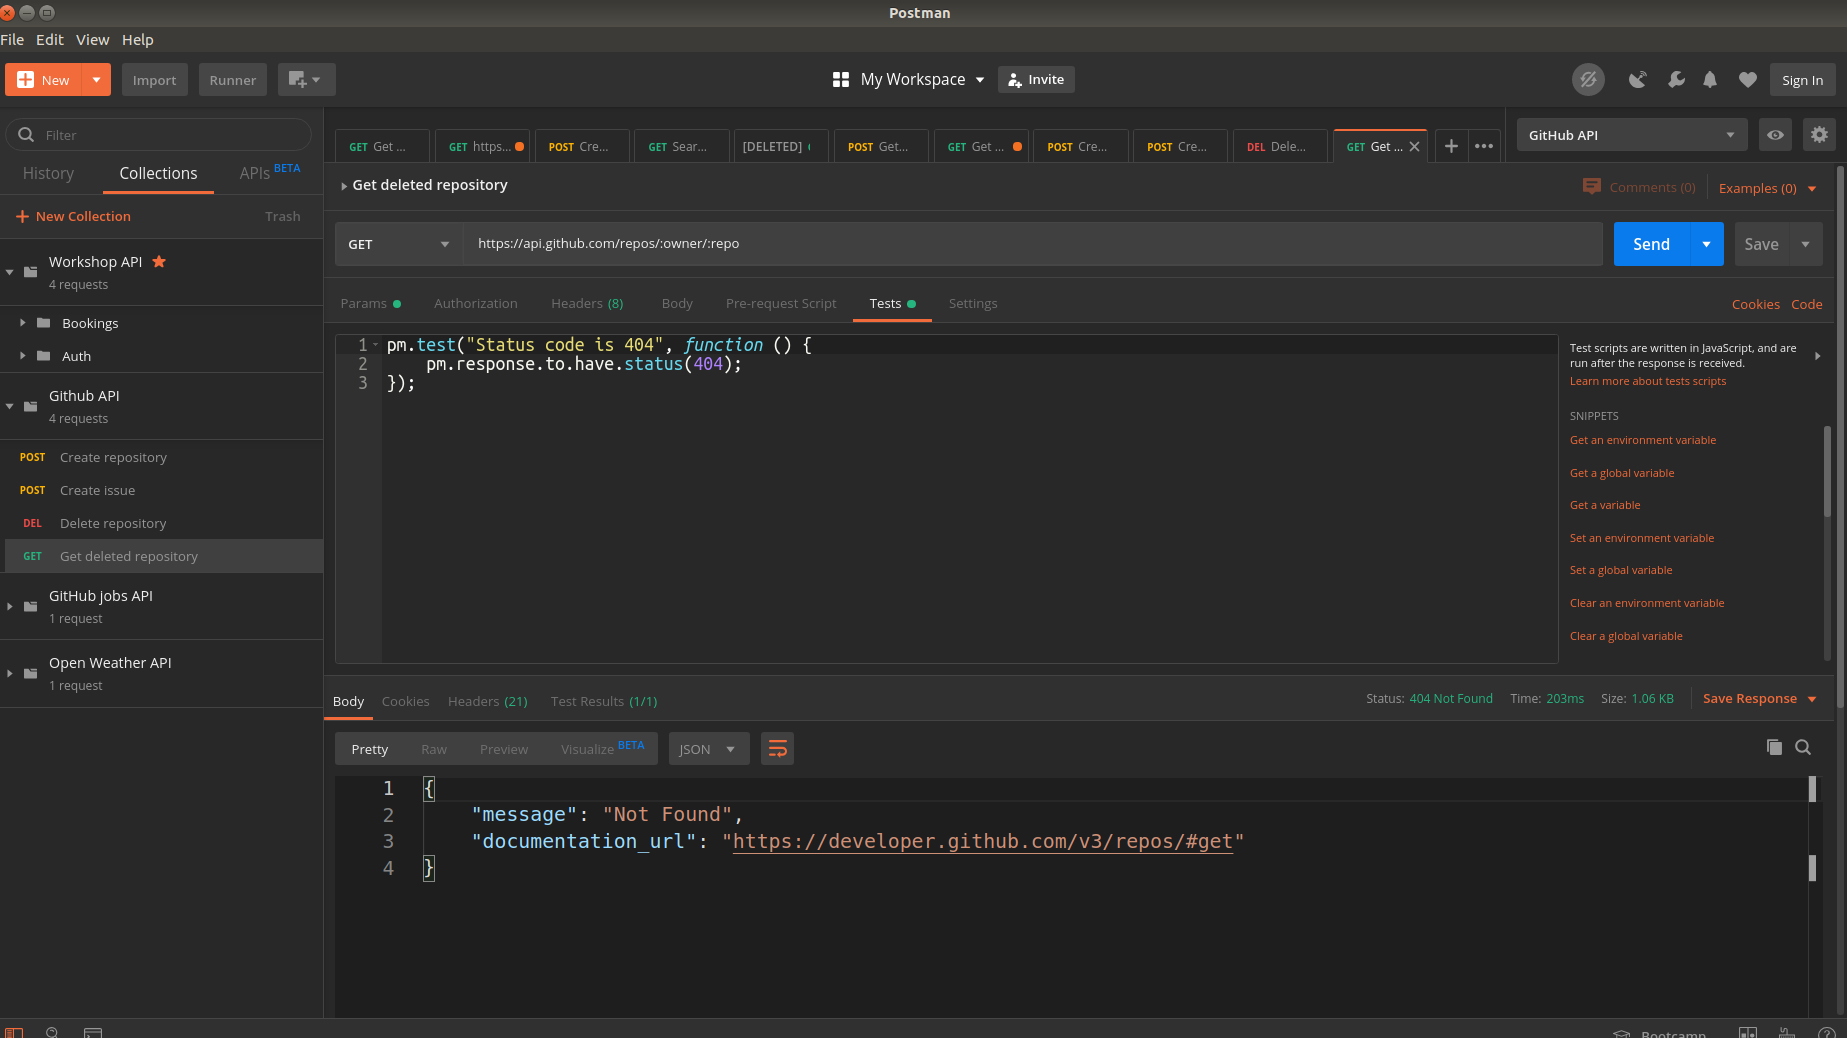 Postman
File Edit View Help
New Import Runner My Workspace Invite Sign In
Filter
History Collections APIs BETA
New Collection Trash
Workshop API
4 requests
Bookings
Auth
Github API
4 requests
POST Create repository
POST Create issue
DEL Delete repository
GET Get deleted repository
GitHub jobs API
1 request
Open Weather API
1 request
GET Get ... GET https... POST Cre... GET Sear... [DELETED] POST Get... GET Get ... POST Cre... POST Cre... DEL Dele... GET Get ... GitHub API
Get deleted repository Comments (0) Examples (0)
GET https://api.github.com/repos/:owner/:repo Send Save
Params Authorization Headers (8) Body Pre-request Script Tests Settings Cookies Code
1 pm.test("Status code is 404", function () {
2 pm.response.to.have.status(404);
3 });
Test scripts are written in JavaScript, and are
run after the response is received.
Learn more about tests scripts
SNIPPETS
Get an environment variable
Get a global variable
Get a variable
Set an environment variable
Set a global variable
Clear an environment variable
Clear a global variable
Body Cookies Headers (21) Test Results (1/1) Status: 404 Not Found Time: 203ms Size: 1.06 KB Save Response
Pretty Raw Preview Visualize BETA JSON
1 {
2 "message": "Not Found",
3 "documentation_url": "https://developer.github.com/v3/repos/#get"
4 }
Bootcamp